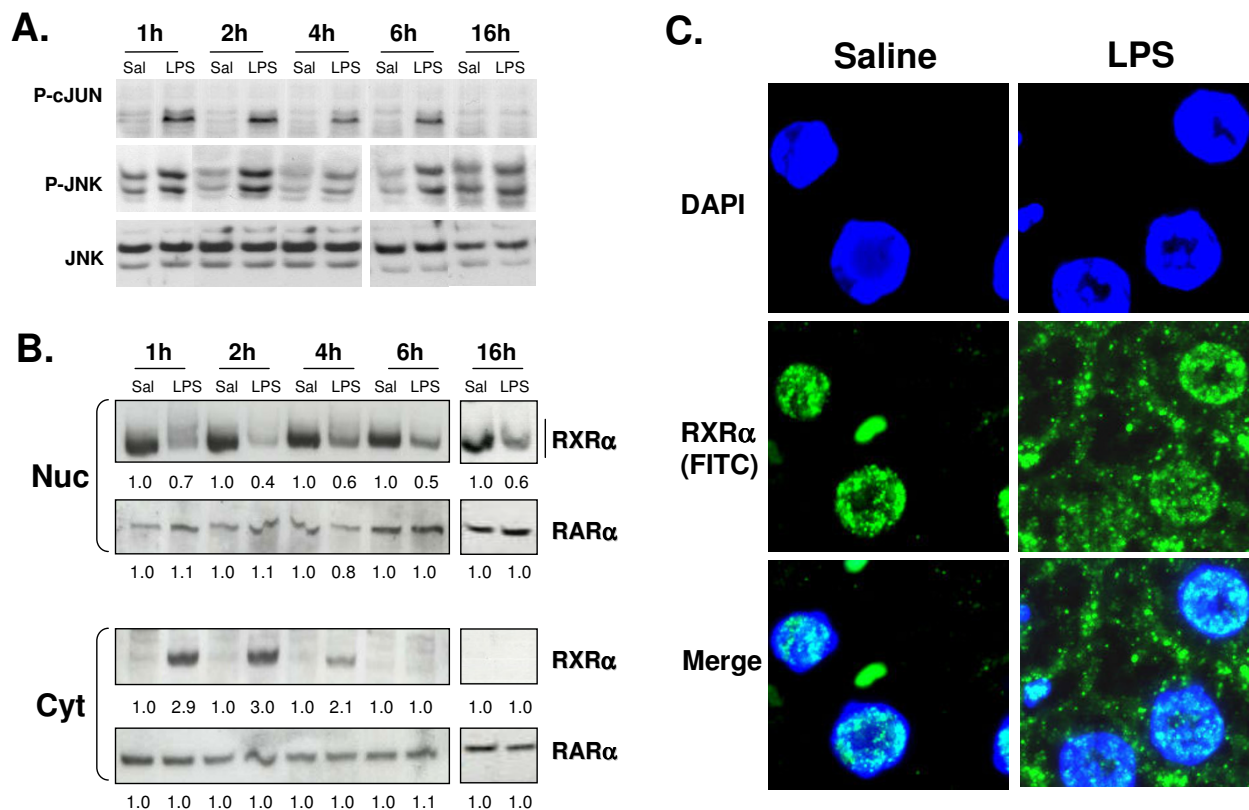 A.
1h 2h 4h 6h 16h
Sal LPS Sal LPS Sal LPS Sal LPS Sal LPS
P-cJUN
P-JNK
JNK
B.
1h 2h 4h 6h 16h
Sal LPS Sal LPS Sal LPS Sal LPS Sal LPS
Nuc
RXRα
1.0 0.7 1.0 0.4 1.0 0.6 1.0 0.5 1.0 0.6
RARα
1.0 1.1 1.0 1.1 1.0 0.8 1.0 1.0 1.0 1.0
Cyt
RXRα
1.0 2.9 1.0 3.0 1.0 2.1 1.0 1.0 1.0 1.0
RARα
1.0 1.0 1.0 1.0 1.0 1.0 1.0 1.1 1.0 1.0
C.
Saline LPS
DAPI
RXRα
(FITC)
Merge